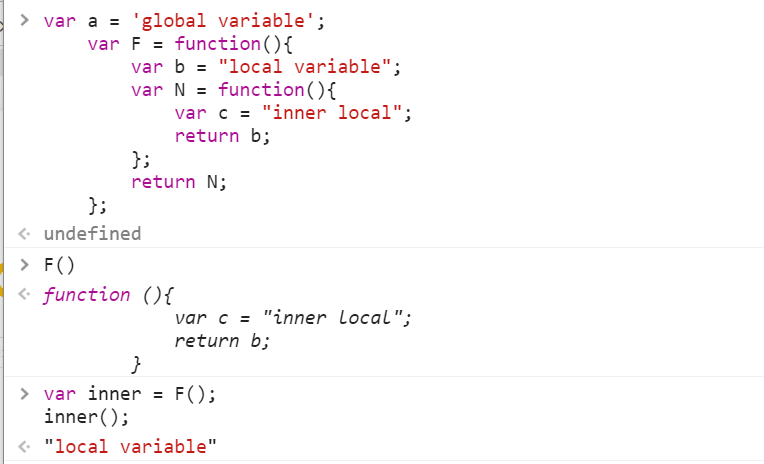 > var a = 'global variable';
var F = function(){
var b = "local variable";
var N = function(){
var c = "inner local";
return b;
};
return N;
};
undefined
> F()
function (){
var c = "inner local";
return b;
}
> var inner = F();
inner();
"local variable"